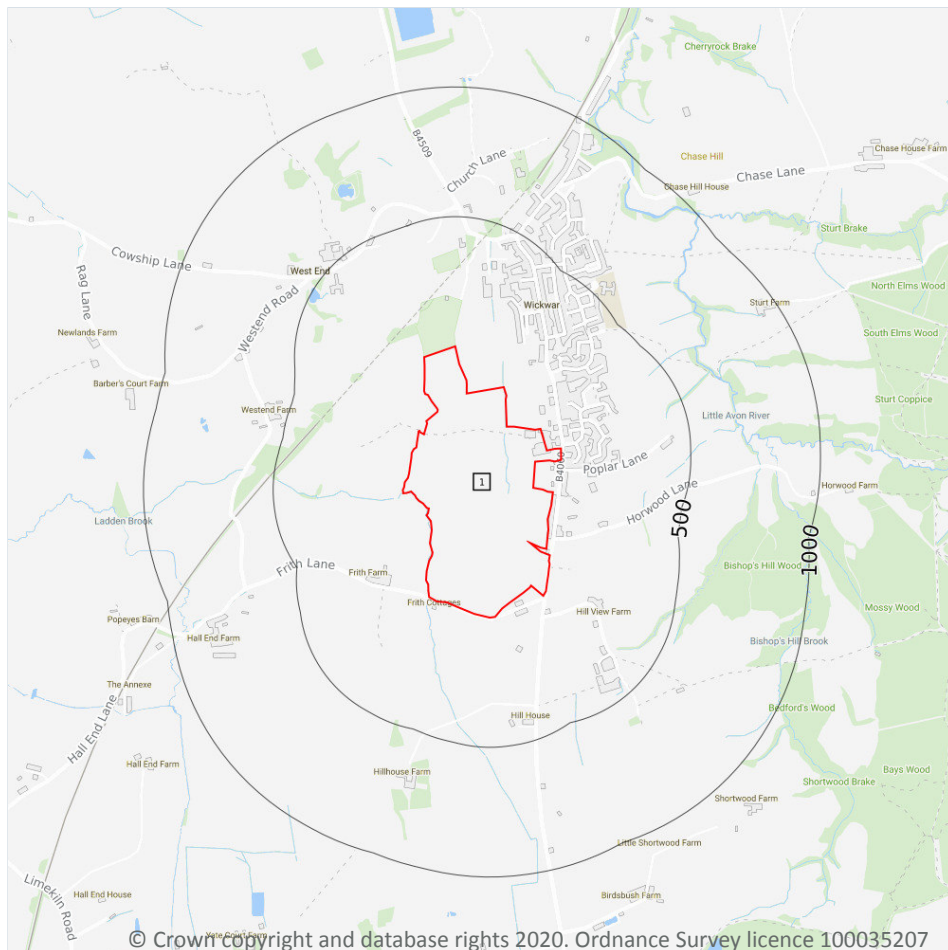 Cherryrock Brake
B4509
Church Lane
Chase Hill
Chase House Farm
Chase Lane
Chase Hill House
Sturt Brake
Cowship Lane
West End
Rag Lane
Westend Road
North Elms Wood
Wickwar
Sturt Farm
Newlands Farm
South Elms Wood
Barber's Court Farm
Sturt Coppice
Westend Farm
Little Avon River
Poplar Lane
B4060
1
Horwood Lane
Horwood Farm
500
Ladden Brook
1000
Frith Lane
Frith Farm
Bishop's Hill Wood
Frith Cottages
Mossy Wood
Hill View Farm
Popeyes Barn
Hall End Farm
Bishop's Hill Brook
The Annexe
Bedford's Wood
Hill House
Hall End Lane
Hall End Farm
Hillhouse Farm
Bays Wood
Shortwood Brake
Shortwood Farm
Little Shortwood Farm
Limekiln Road
Hall End House
Birdsbush Farm
Yate Court Farm
© Crown copyright and database rights 2020. Ordnance Survey licence 100035207